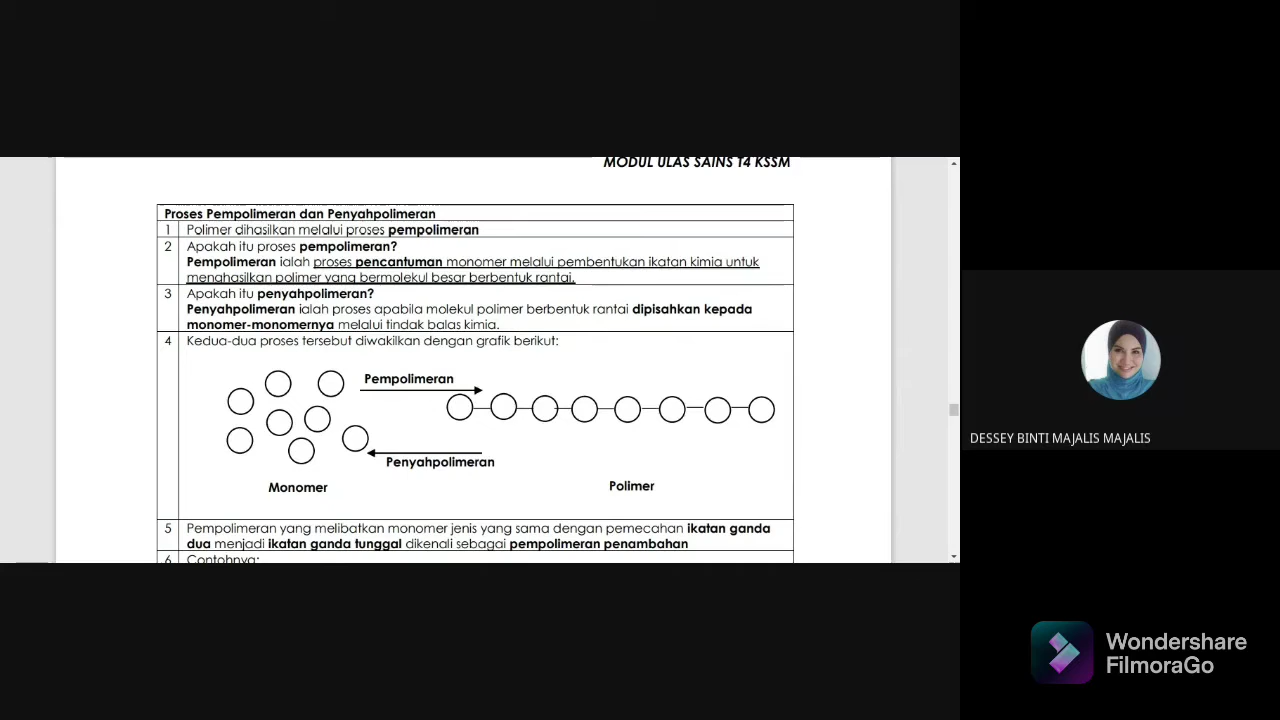 MODUL ULAS SAINS T4 KSSM
Proses Pempolimeran dan Penyahpolimeran
1 Polimer dihasilkan melalui proses pempolimeran
2 Apakah itu proses pempolimeran?
Pempolimeran ialah proses pencantuman monomer melalui pembentukan ikatan kimia untuk
menghasilkan polimer yang bermolekul besar berbentuk rantai.
3 Apakah itu penyahpolimeran?
Penyahpolimeran ialah proses apabila molekul polimer berbentuk rantai dipisahkan kepada
monomer-monomernya melalui tindak balas kimia.
4 Kedua-dua proses tersebut diwakilkan dengan grafik berikut:
Pempolimeran
Penyahpolimeran
Monomer
Polimer
5 Pempolimeran yang melibatkan monomer jenis yang sama dengan pemecahan ikatan ganda
dua menjadi ikatan ganda tunggal dikenali sebagai pempolimeran penambahan
6 Contohnya:
DESSEY BINTI MAJALIS MAJALIS
Wondershare
FilmoraGo